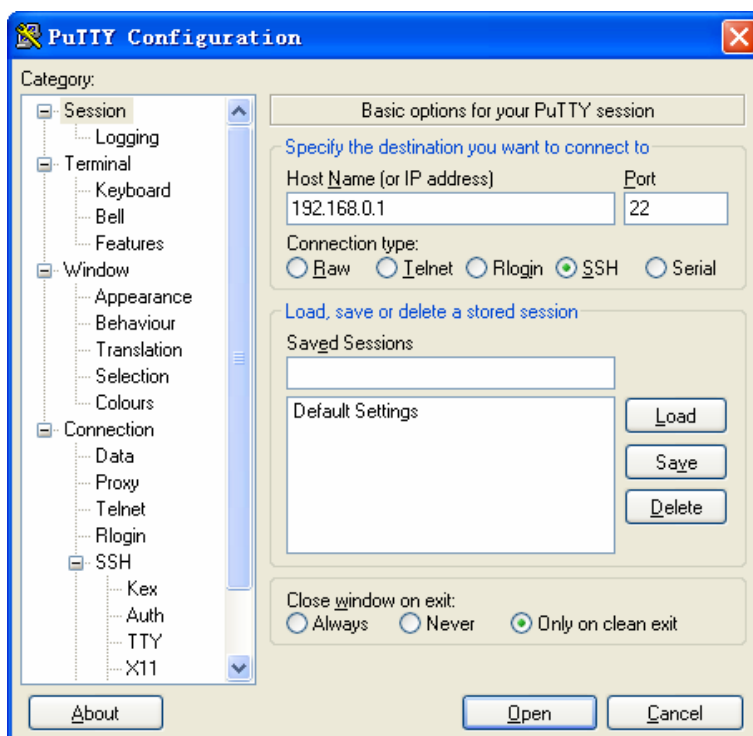 PuTTY Configuration
Category:
Session
Logging
Terminal
Keyboard
Bell
Features
Window
Appearance
Behaviour
Translation
Selection
Colours
Connection
Data
Proxy
Telnet
Rlogin
SSH
Kex
Auth
TTY
X11
Basic options for your PuTTY session
Specify the destination you want to connect to
Host Name (or IP address) Port
192.168.0.1 22
Connection type:
Raw Telnet Rlogin SSH Serial
Load, save or delete a stored session
Saved Sessions
Default Settings
Load
Save
Delete
Close window on exit:
Always Never Only on clean exit
About Open Cancel